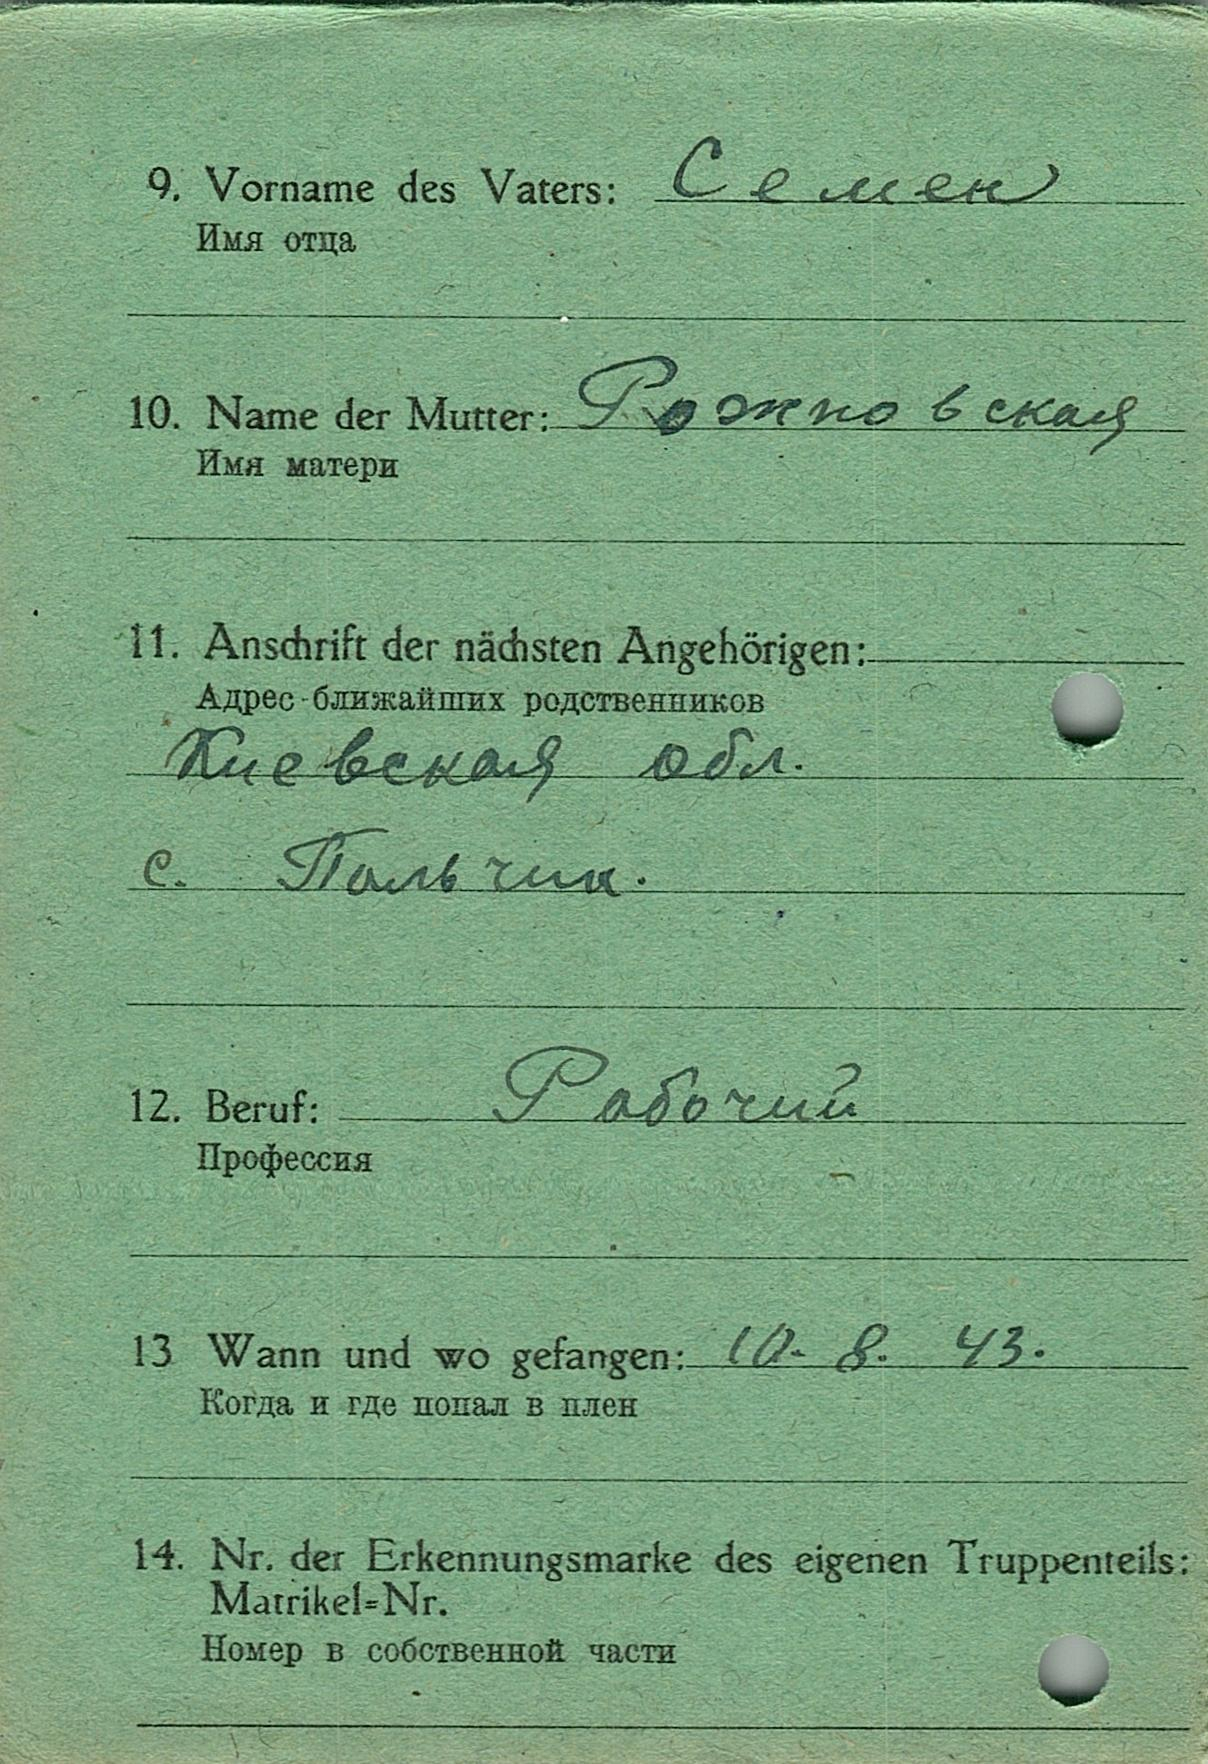 9. Vorname des Vaters: Семен
Имя отца
10. Name der Mutter: Рожновская
Имя матери
11. Anschrift der nächsten Angehörigen:
Адрес ближайших родственников
Киевская обл.
с. Пальчик.
12. Beruf: Рабочий
Профессия
13 Wann und wo gefangen: 10. 8. 43.
Когда и где попал в плен
14. Nr. der Erkennungsmarke des eigenen Truppenteils:
Matrikel=Nr.
Номер в собственной части